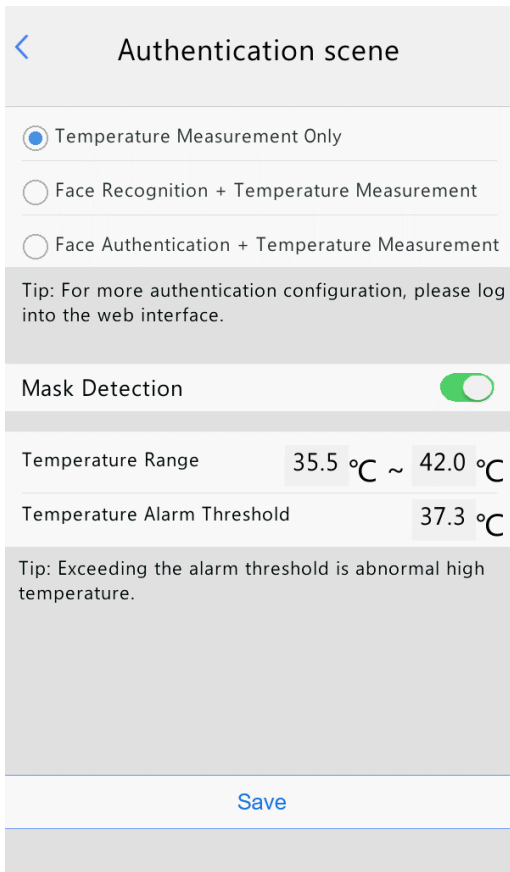 Authentication scene
Temperature Measurement Only
Face Recognition + Temperature Measurement
Face Authentication + Temperature Measurement
Tip: For more authentication configuration, please log
into the web interface.
Mask Detection
Temperature Range 35.5 ℃ ~ 42.0 ℃
Temperature Alarm Threshold 37.3 ℃
Tip: Exceeding the alarm threshold is abnormal high
temperature.
Save